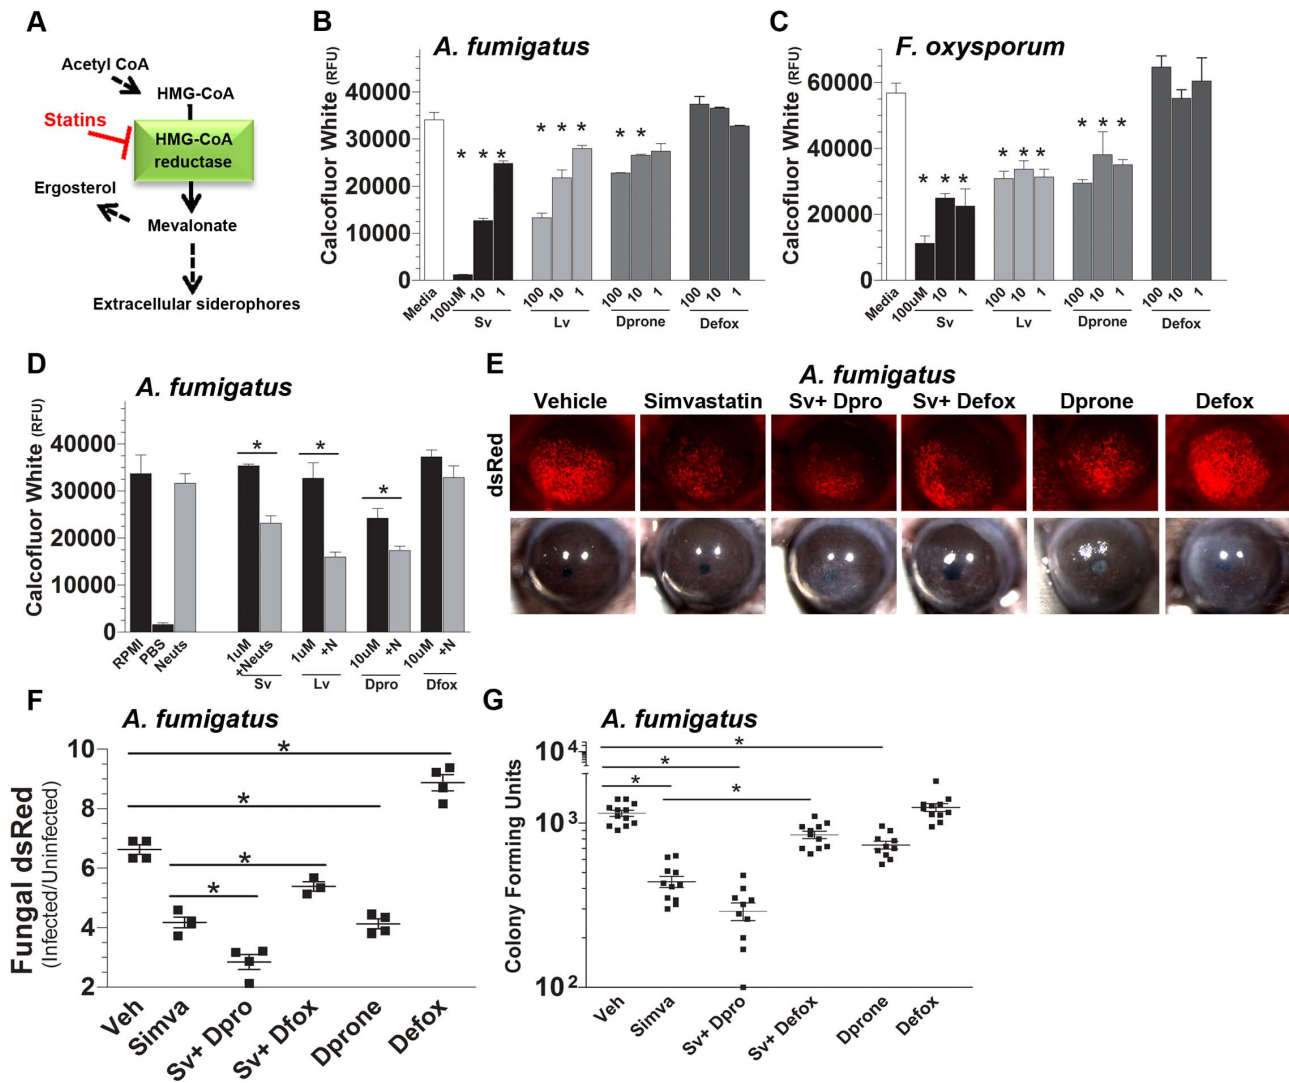 A
Acetyl CoA
HMG-CoA
Statins
HMG-CoA
reductase
Ergosterol
Mevalonate
Extracellular siderophores
B
A. fumigatus
Calcofluor White (RFU)
40000
30000
20000
10000
0
Media
100uM
10
1
100
10
1
100
10
1
100
10
1
Sv
Lv
Dprone
Defox
* * *
* * *
* *
C
F. oxysporum
Calcofluor White (RFU)
60000
40000
20000
0
Media
100uM
10
1
100
10
1
100
10
1
100
10
1
Sv
Lv
Dprone
Defox
* * *
* * *
* * *
D
A. fumigatus
Calcofluor White (RFU)
40000
30000
20000
10000
0
RPMI
PBS
Neuts
1uM
+Neuts
1uM
+N
10uM
+N
10uM
+N
Sv
Lv
Dpro
Dfox
*
*
*
E
A. fumigatus
Vehicle
Simvastatin
Sv+ Dpro
Sv+ Defox
Dprone
Defox
dsRed
F
A. fumigatus
Fungal dsRed
(Infected/Uninfected)
10
8
6
4
2
Veh
Simva
Sv+ Dpro
Sv+ Dfox
Dprone
Defox
*
*
*
*
G
A. fumigatus
Colony Forming Units
10⁴
10³
10²
Veh
Simva
Sv+ Dpro
Sv+ Defox
Dprone
Defox
*
*
*
*